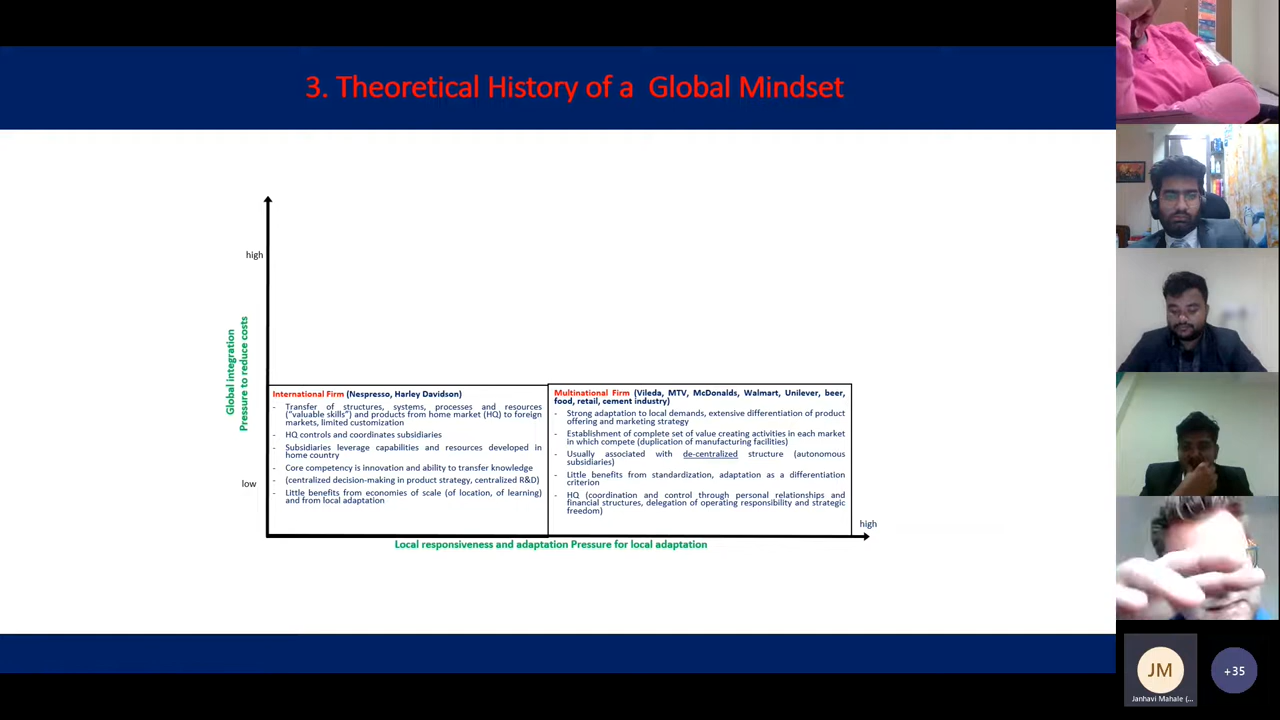 3. Theoretical History of a Global Mindset
high
Global integration
Pressure to reduce costs
low
International Firm (Nespresso, Harley Davidson)
- Transfer of structures, systems, processes and resources
("valuable skills") and products from home market (HQ) to foreign
markets, limited customization
- HQ controls and coordinates subsidiaries
- Subsidiaries leverage capabilities and resources developed in
home country
- Core competency is innovation and ability to transfer knowledge
- (centralized decision-making in product strategy, centralized R&D)
- Little benefits from economies of scale (of location, of learning)
and from local adaptation
Multinational Firm (Vileda, MTV, McDonalds, Walmart, Unilever, beer,
food, retail, cement industry)
- Strong adaptation to local demands, extensive differentiation of product
offering and marketing strategy
- Establishment of complete set of value creating activities in each market
in which compete (duplication of manufacturing facilities)
- Usually associated with de-centralized structure (autonomous
subsidiaries)
- Little benefits from standardization, adaptation as a differentiation
criterion
- HQ (coordination and control through personal relationships and
financial structures, delegation of operating responsibility and strategic
freedom)
high
Local responsiveness and adaptation Pressure for local adaptation
JM
Janhavi Mahale (...
+35